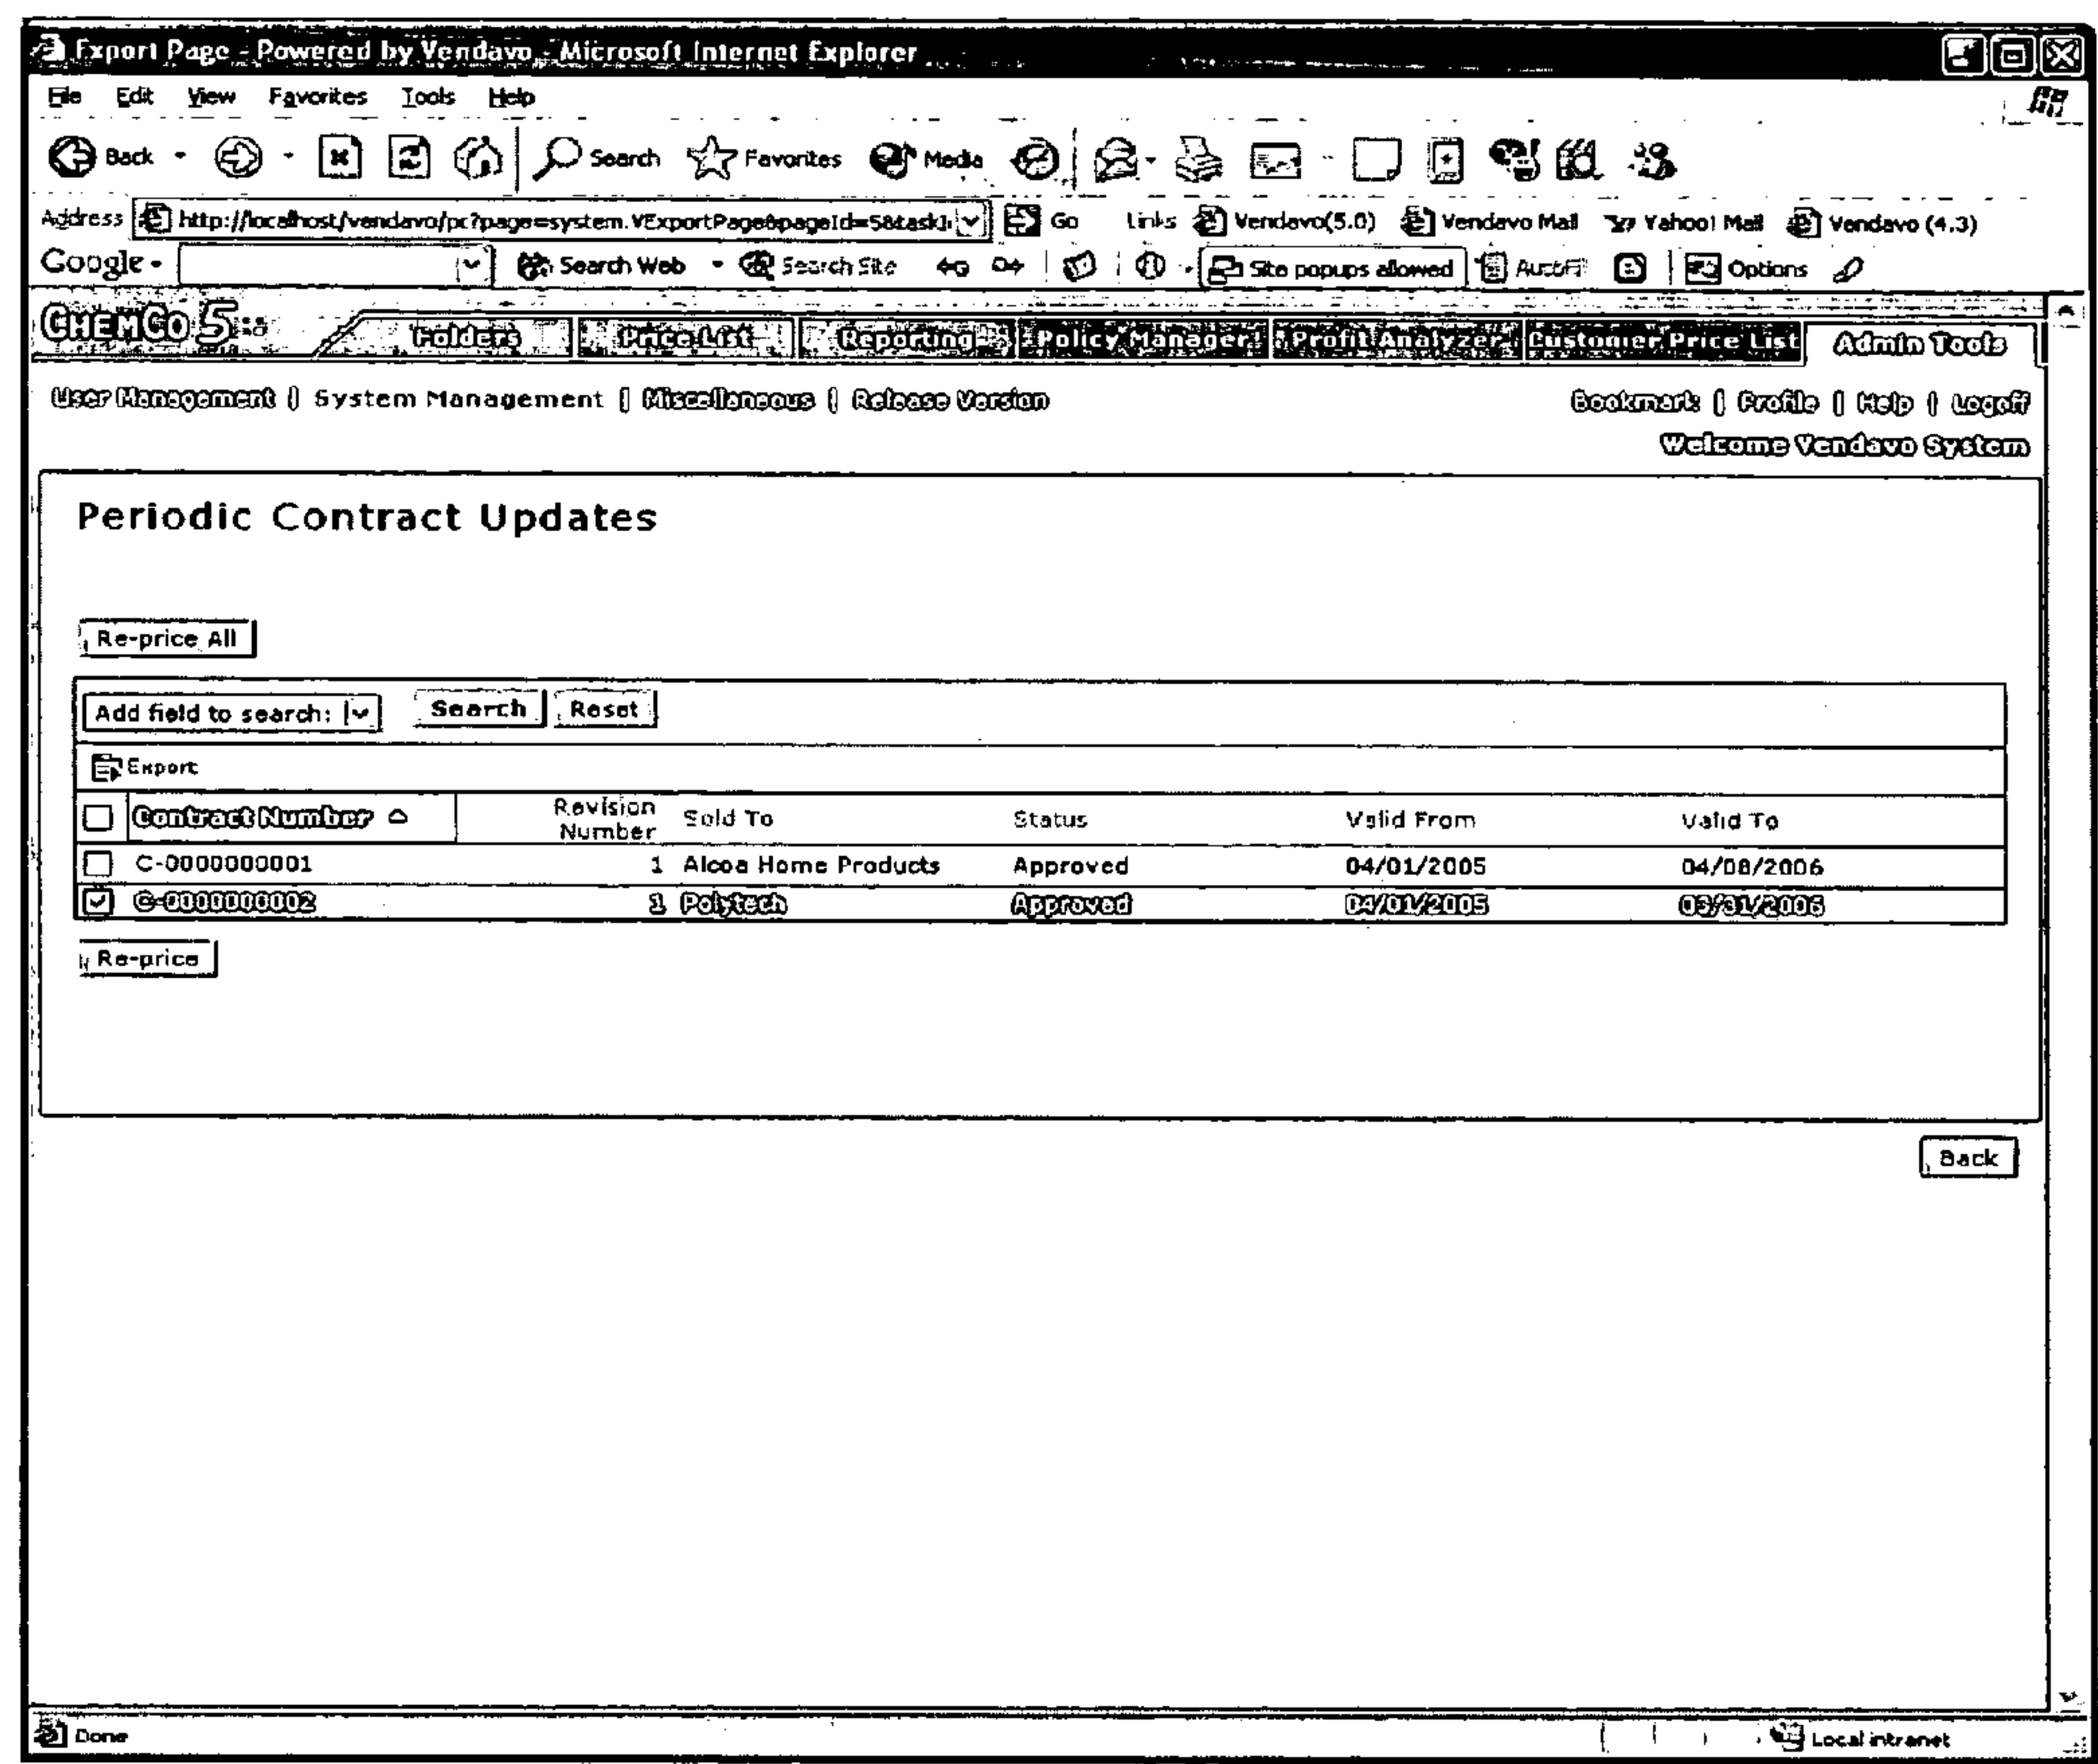 Export Page - Powered by Vendavo - Microsoft Internet Explorer
File Edit View Favorites Tools Help
Back Search Favorites Media
Address http://localhost/vendavo/pc?page=system.VExportPage&pageId=5&taskI Go Links Vendavo(5.0) Vendavo Mail Yahoo! Mail Vendavo (4.3)
Google Search Web Search Site Site popups allowed AutoFill Options
CHEMCO 5 Folders Price List Reporting Policy Manager Profit Analyzer Customer Price List Admin Tools
User Management | System Management | Miscellaneous | Release Version Bookmark | Profile | Help | Logoff
Welcome Vendavo System
Periodic Contract Updates
Re-price All
Add field to search: Search Reset
Export
Contract Number Revision Number Sold To Status Valid From Valid To
C-0000000001 1 Alcoa Home Products Approved 04/01/2005 04/08/2006
C-0000000002 1 Polytech Approved 04/01/2005 03/31/2006
Re-price
Back
Done Local intranet